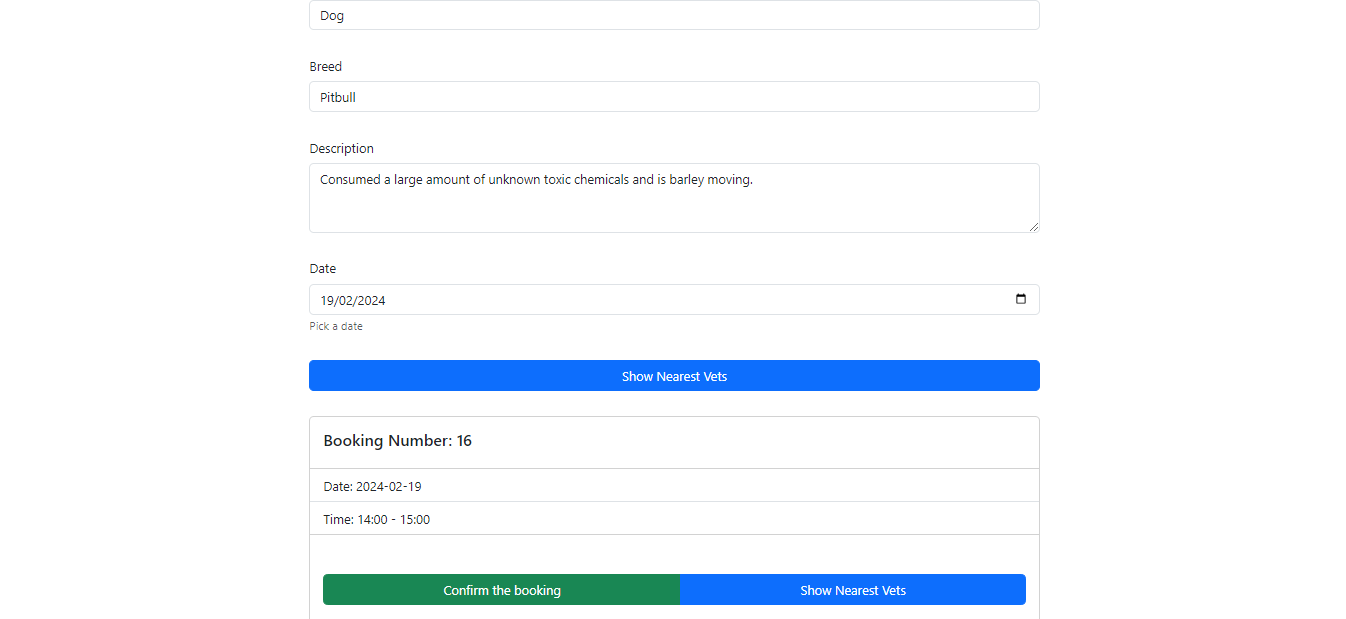 Dog
Breed
Pitbull
Description
Consumed a large amount of unknown toxic chemicals and is barley moving.
Date
19/02/2024
Pick a date
Show Nearest Vets
Booking Number: 16
Date: 2024-02-19
Time: 14:00 - 15:00
Confirm the booking
Show Nearest Vets